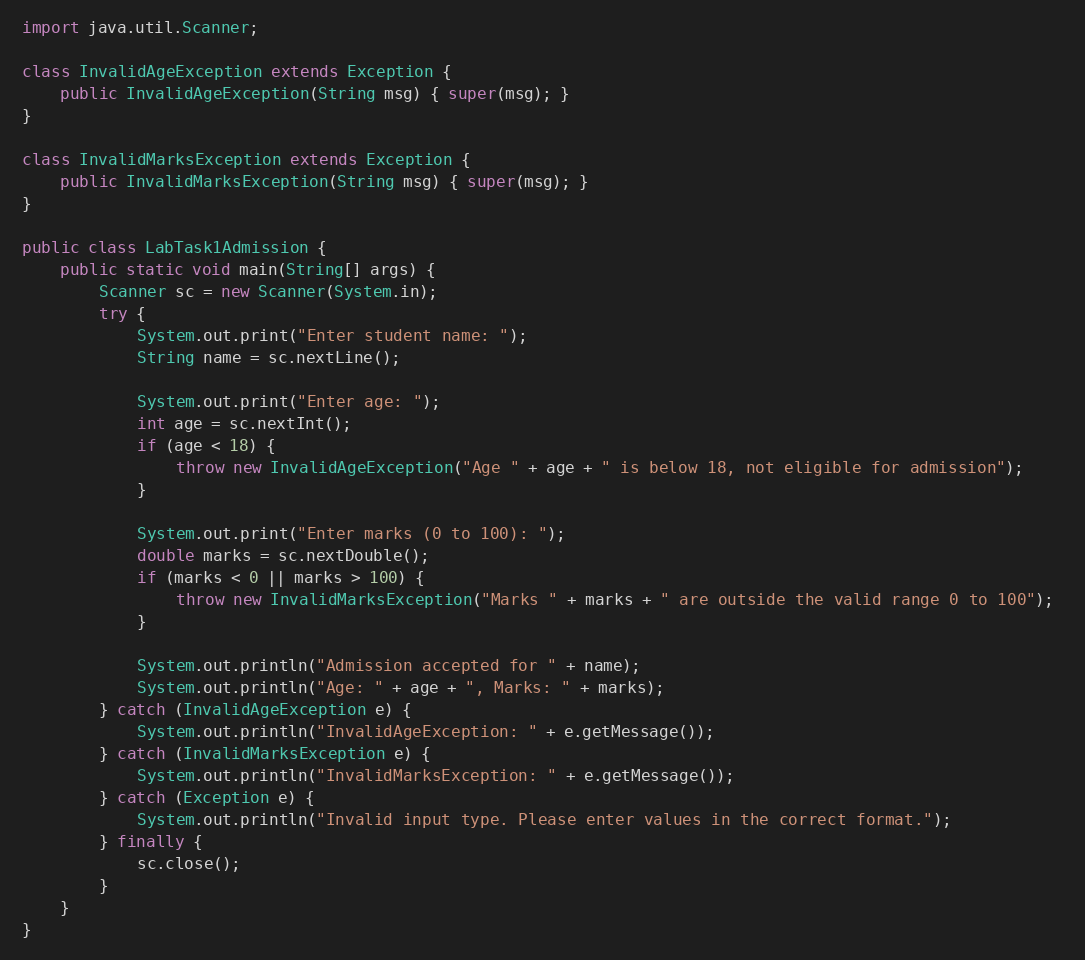 import java.util.Scanner;

class InvalidAgeException extends Exception {
    public InvalidAgeException(String msg) { super(msg); }
}

class InvalidMarksException extends Exception {
    public InvalidMarksException(String msg) { super(msg); }
}

public class LabTask1Admission {
    public static void main(String[] args) {
        Scanner sc = new Scanner(System.in);
        try {
            System.out.print("Enter student name: ");
            String name = sc.nextLine();

            System.out.print("Enter age: ");
            int age = sc.nextInt();
            if (age < 18) {
                throw new InvalidAgeException("Age " + age + " is below 18, not eligible for admission");
            }

            System.out.print("Enter marks (0 to 100): ");
            double marks = sc.nextDouble();
            if (marks < 0 || marks > 100) {
                throw new InvalidMarksException("Marks " + marks + " are outside the valid range 0 to 100");
            }

            System.out.println("Admission accepted for " + name);
            System.out.println("Age: " + age + ", Marks: " + marks);
        } catch (InvalidAgeException e) {
            System.out.println("InvalidAgeException: " + e.getMessage());
        } catch (InvalidMarksException e) {
            System.out.println("InvalidMarksException: " + e.getMessage());
        } catch (Exception e) {
            System.out.println("Invalid input type. Please enter values in the correct format.");
        } finally {
            sc.close();
        }
    }
}